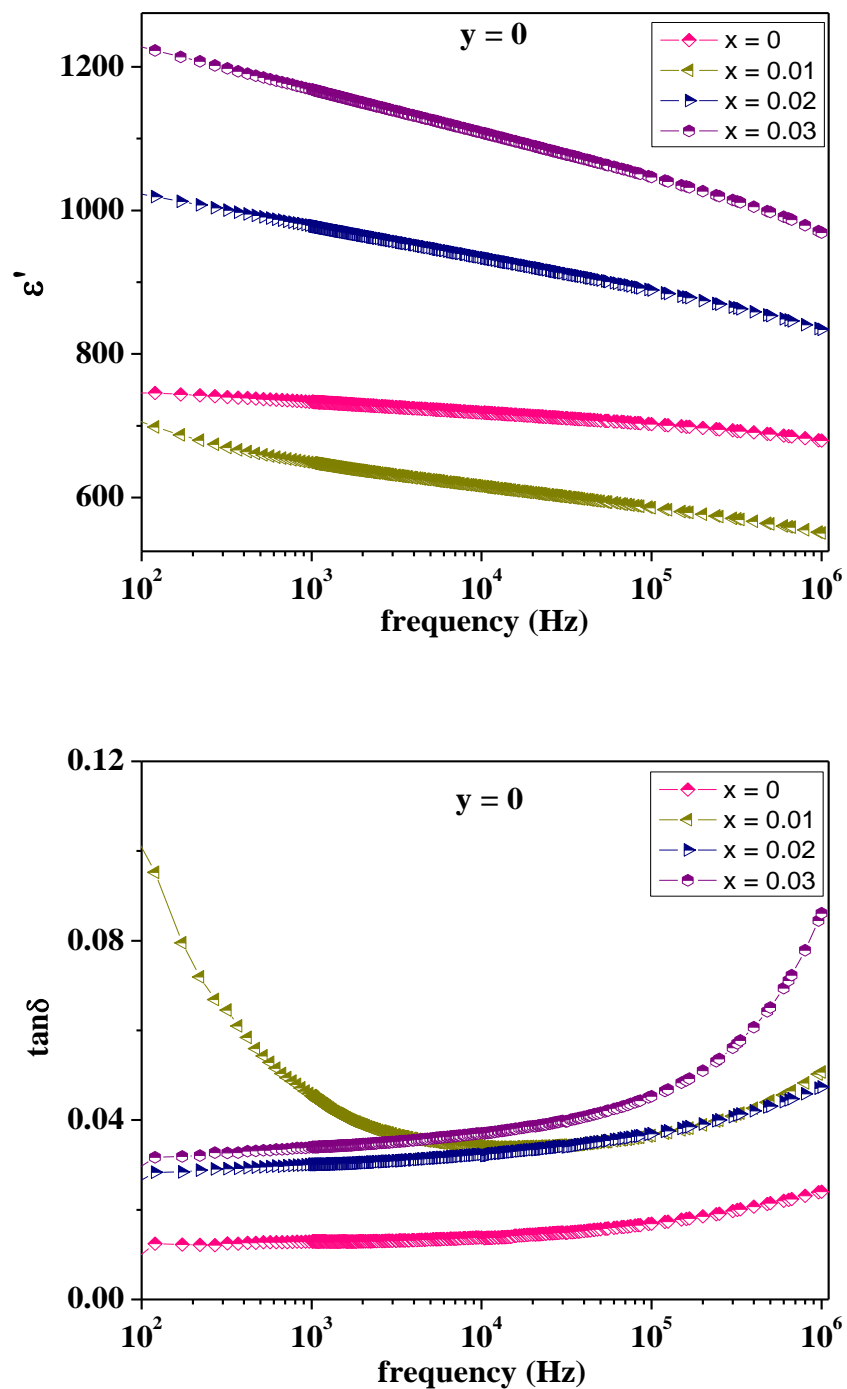 y = 0
x = 0
x = 0.01
x = 0.02
x = 0.03
1200
1000
800
600
ε'
10² 10³ 10⁴ 10⁵ 10⁶
frequency (Hz)
y = 0
x = 0
x = 0.01
x = 0.02
x = 0.03
0.12
0.08
0.04
0.00
tanδ
10² 10³ 10⁴ 10⁵ 10⁶
frequency (Hz)